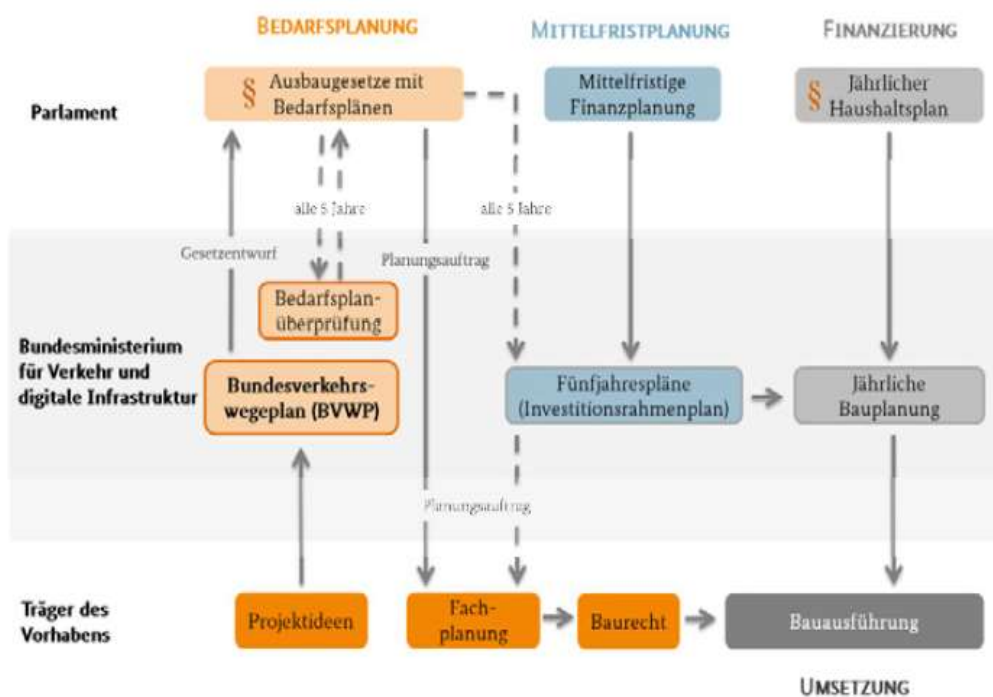 BEDARFSPLANUNG
MITTELFRISTPLANUNG
FINANZIERUNG
Parlament
§ Ausbaugesetze mit
Bedarfsplänen
Mittelfristige
Finanzplanung
§ Jährlicher
Haushaltsplan
alle 5 Jahre
alle 5 Jahre
Gesetzentwurf
Planungsauftrag
Bedarfsplan-
überprüfung
Bundesministerium
für Verkehr und
digitale Infrastruktur
Bundesverkehrs-
wegeplan (BVWP)
Fünfjahrespläne
(Investitionsrahmenplan)
Jährliche
Bauplanung
Planungsauftrag
Träger des
Vorhabens
Projektideen
Fach-
planung
Baurecht
Bauausführung
UMSETZUNG